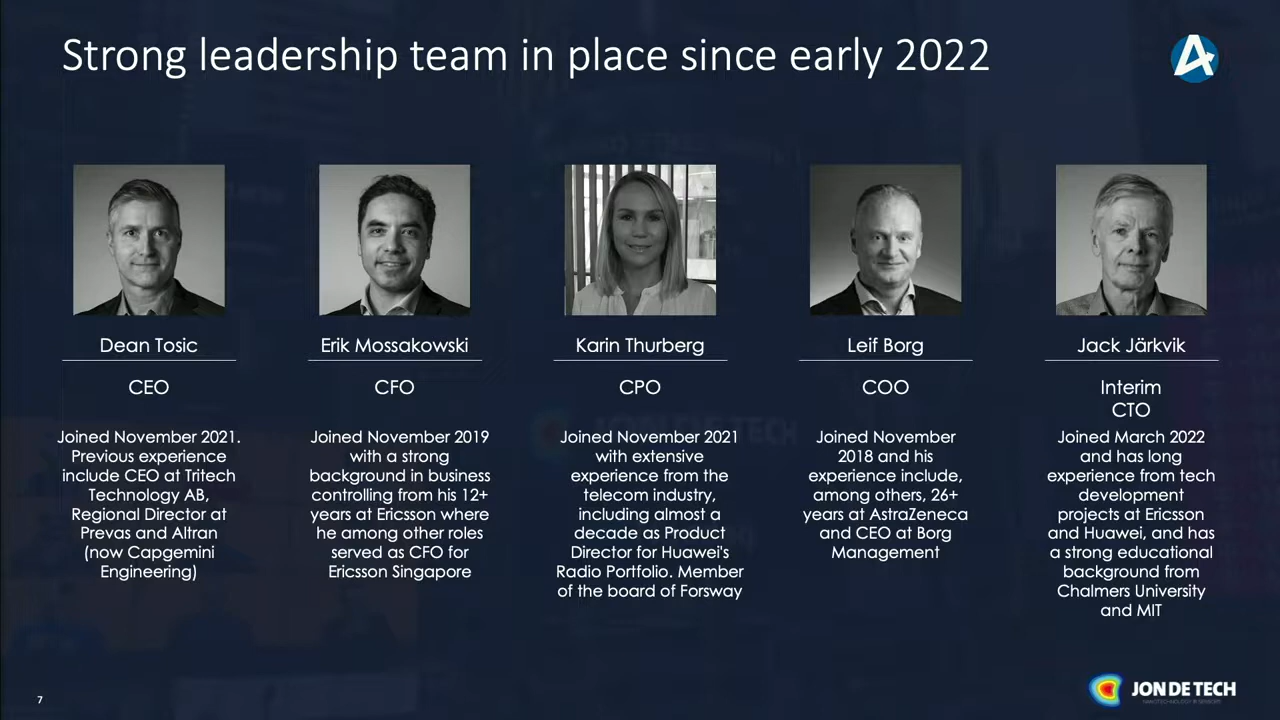 Strong leadership team in place since early 2022
Dean Tosic
CEO
Joined November 2021.
Previous experience
include CEO at Tritech
Technology AB,
Regional Director at
Prevas and Altran
(now Capgemini
Engineering)
Erik Mossakowski
CFO
Joined November 2019
with a strong
background in business
controlling from his 12+
years at Ericsson where
he among other roles
served as CFO for
Ericsson Singapore
Karin Thurberg
CPO
Joined November 2021
with extensive
experience from the
telecom industry,
including almost a
decade as Product
Director for Huawei's
Radio Portfolio. Member
of the board of Forsway
Leif Borg
COO
Joined November
2018 and his
experience include,
among others, 26+
years at AstraZeneca
and CEO at Borg
Management
Jack Järkvik
Interim
CTO
Joined March 2022
and has long
experience from tech
development
projects at Ericsson
and Huawei, and has
a strong educational
background from
Chalmers University
and MIT
7
JONDETECH